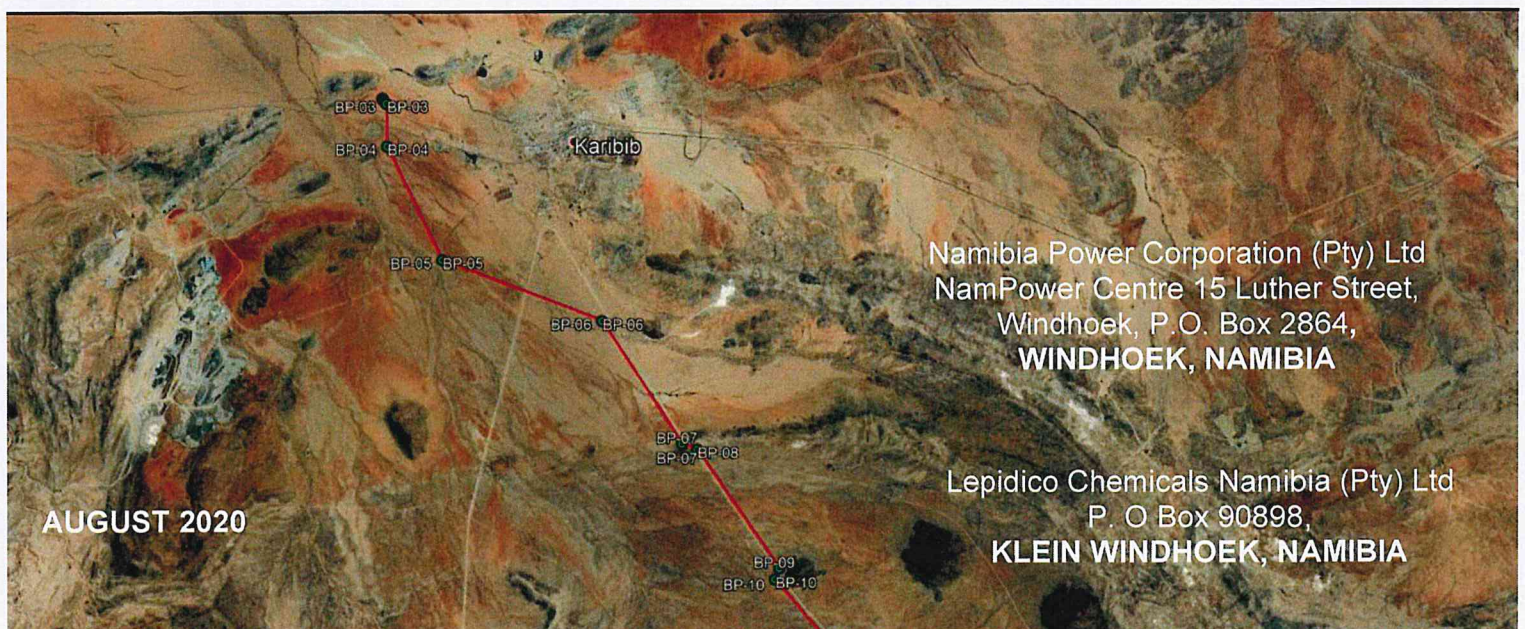 BP-03 BP-03
Karibib
BP-04 BP-04
BP-05 BP-05
BP-06 BP-06
BP-07
BP-07 BP-08
BP-09
BP-10 BP-10
Namibia Power Corporation (Pty) Ltd
NamPower Centre 15 Luther Street,
Windhoek, P.O. Box 2864,
WINDHOEK, NAMIBIA
Lepidico Chemicals Namibia (Pty) Ltd
P. O Box 90898,
KLEIN WINDHOEK, NAMIBIA
AUGUST 2020